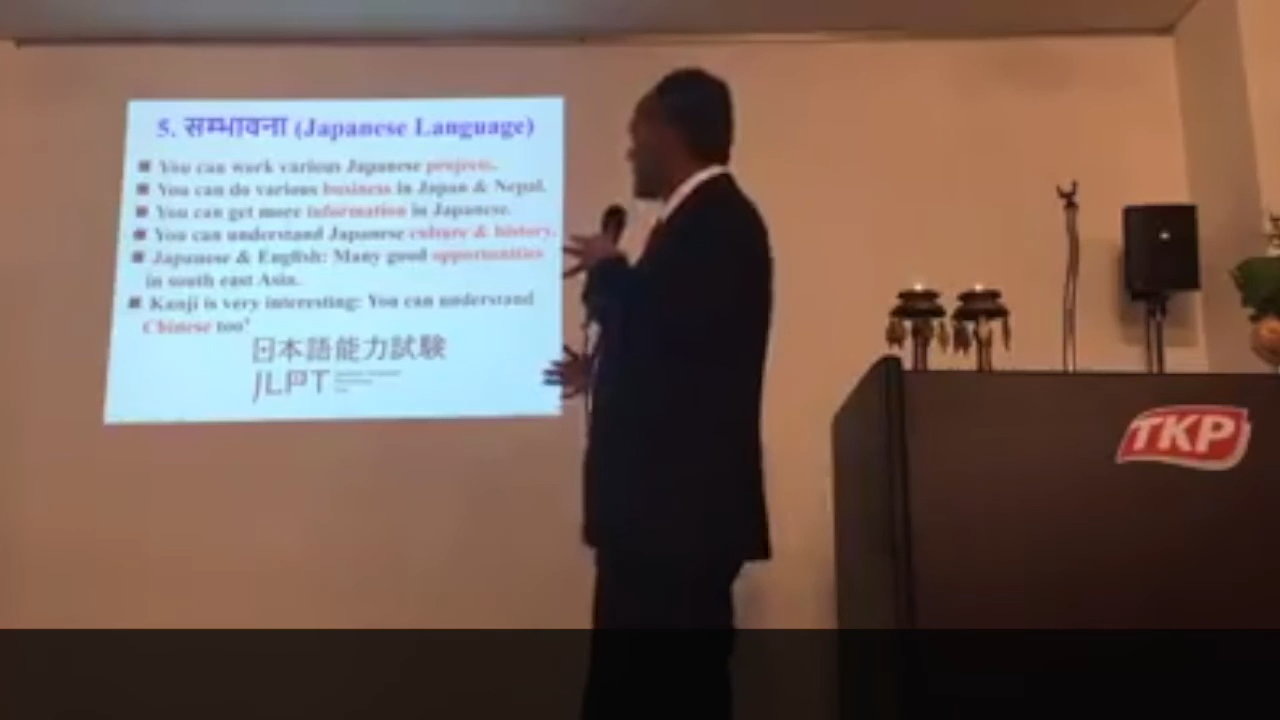 5. सम्भावना (Japanese Language)
You can work various Japanese projects.
You can do various business in Japan & Nepal.
You can get more information in Japanese.
You can understand Japanese culture & history.
Japanese & English: Many good opportunities
in south east Asia.
Kanji is very interesting: You can understand
Chinese too!
日本語能力試験
JLPT
TKP